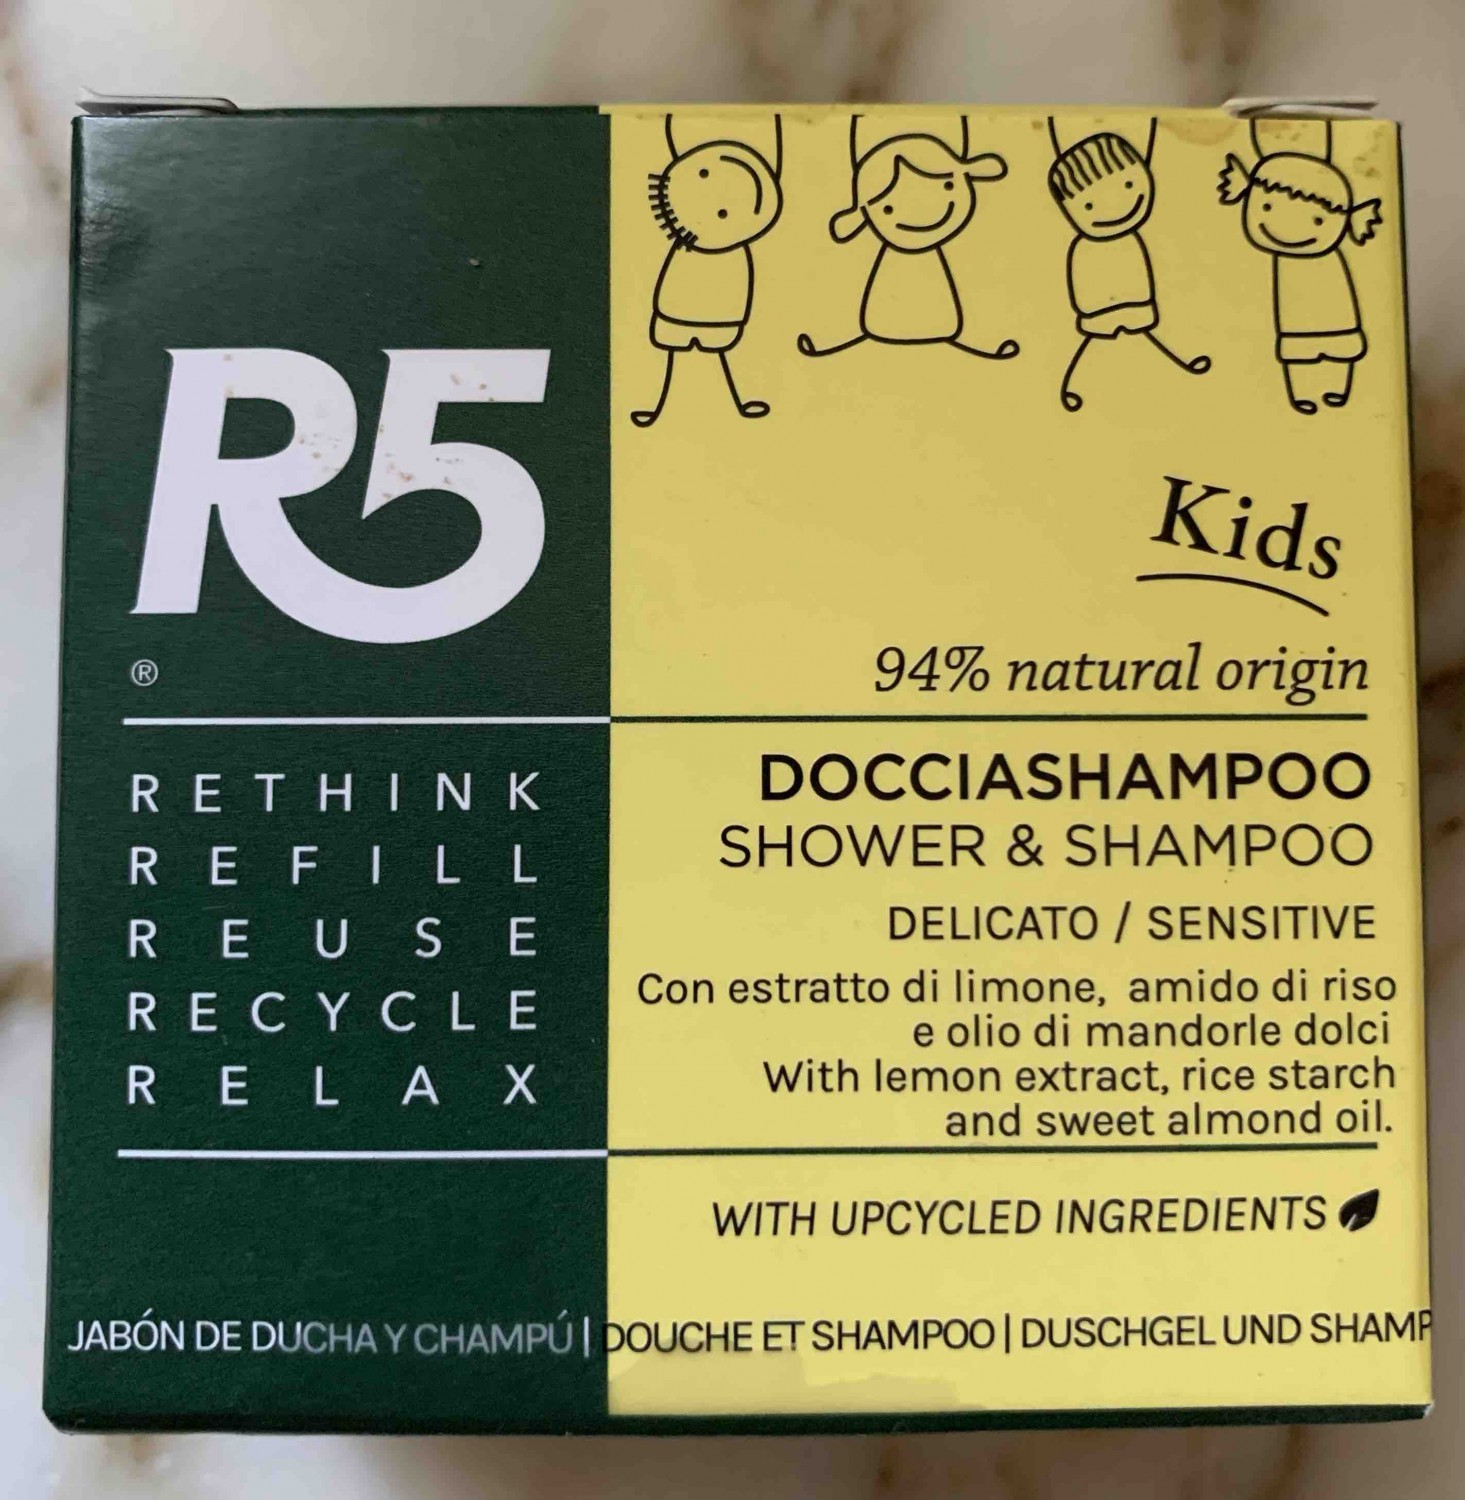 R5
®
RETHINK
REFILL
REUSE
RECYCLE
RELAX
Kids
94% natural origin
DOCCIASHAMPOO
SHOWER & SHAMPOO
DELICATO / SENSITIVE
Con estratto di limone, amido di riso
e olio di mandorle dolci
With lemon extract, rice starch
and sweet almond oil.
WITH UPCYCLED INGREDIENTS
JABÓN DE DUCHA Y CHAMPÚ | DOUCHE ET SHAMPOO | DUSCHGEL UND SHAMP